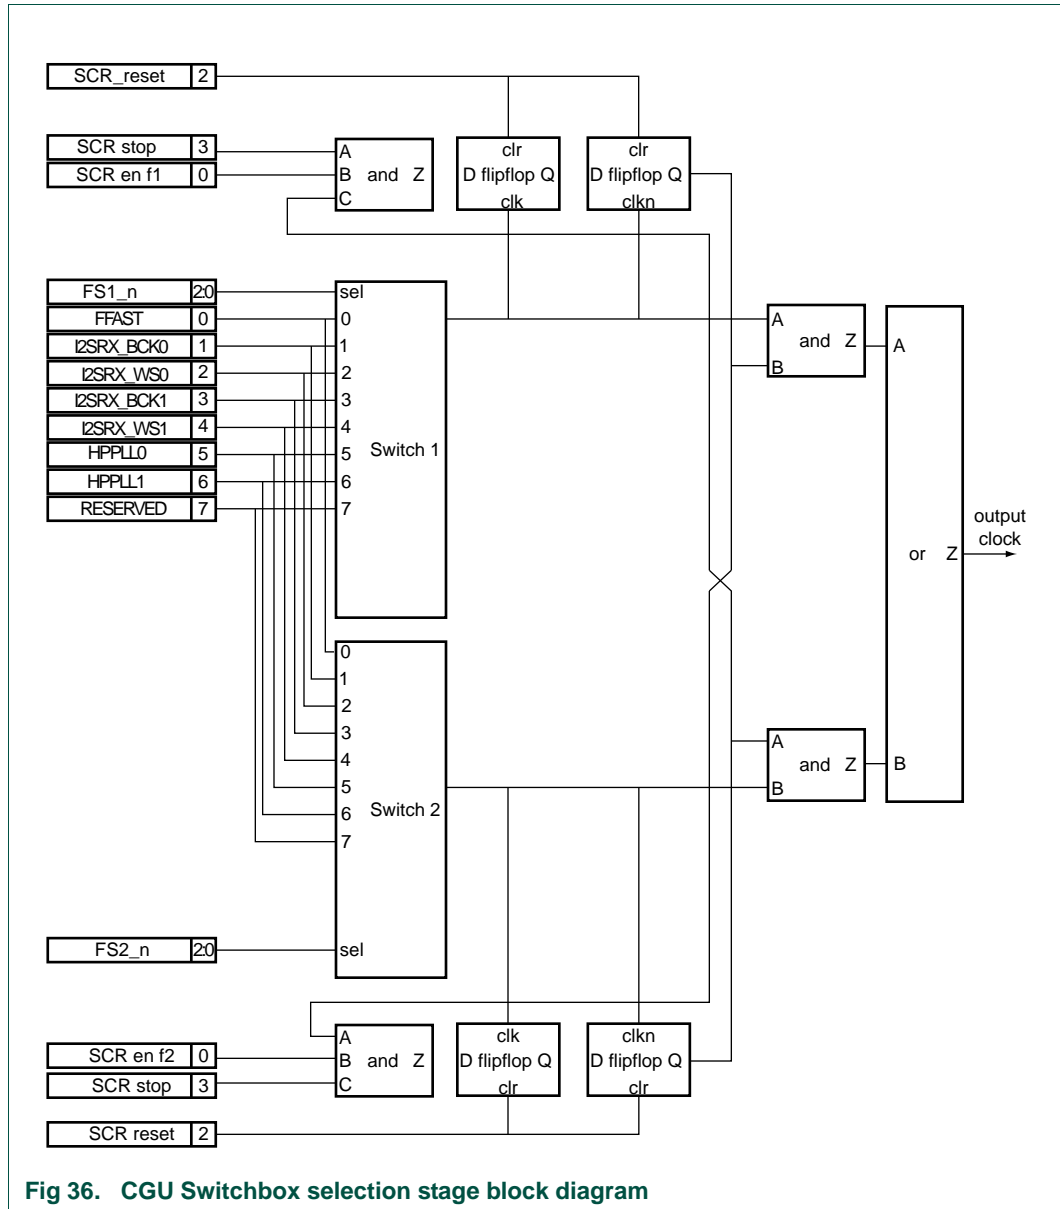 SCR_reset 2
SCR stop 3
SCR en f1 0
A
B and Z
C
clr
D flipflop Q
clk
clr
D flipflop Q
clkn
FS1_n 2:0
FFAST 0
I2SRX_BCK0 1
I2SRX_WS0 2
I2SRX_BCK1 3
I2SRX_WS1 4
HPPLL0 5
HPPLL1 6
RESERVED 7
sel
0
1
2
3
4
5
6
7
Switch 1
A
and Z
B
A
or Z
B
output
clock
0
1
2
3
4
5
6
7
Switch 2
sel
A
and Z
B
FS2_n 2:0
SCR en f2 0
SCR stop 3
SCR reset 2
A
B and Z
C
clk
D flipflop Q
clr
clkn
D flipflop Q
clr
Fig 36. CGU Switchbox selection stage block diagram